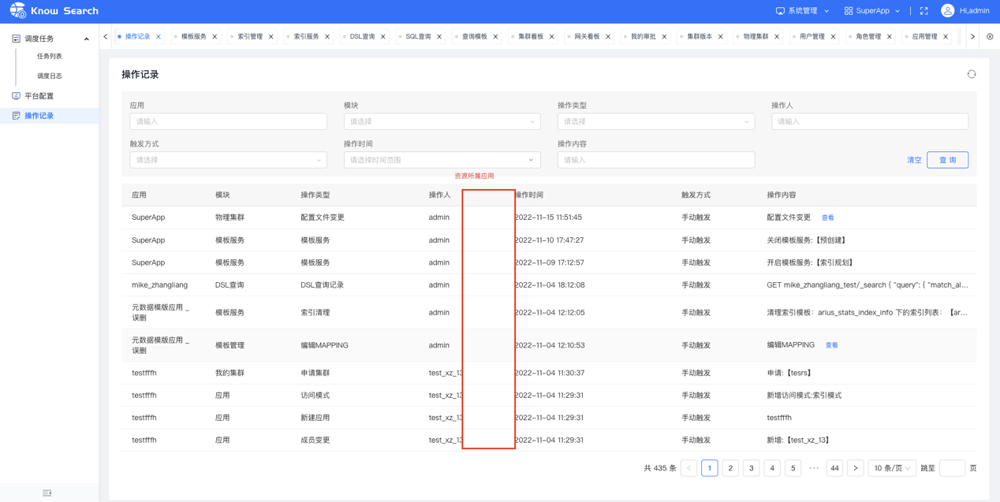 Know Search
系统管理
SuperApp
Hi,admin
调度任务
任务列表
调度日志
平台配置
操作记录
操作记录
模板服务
索引管理
索引服务
DSL查询
SQL查询
查询模板
集群看板
网关看板
我的审批
集群版本
物理集群
用户管理
角色管理
应用管理
操作记录
应用
模块
操作类型
操作人
请输入
请选择
请选择
请输入
触发方式
操作时间
操作内容
请选择
请选择时间范围
请输入
清空
查 询
资源所属应用
应用 模块 操作类型 操作人 操作时间 触发方式 操作内容
SuperApp 物理集群 配置文件变更 admin 2022-11-15 11:51:45 手动触发 配置文件变更 查看
SuperApp 模板服务 模板服务 admin 2022-11-10 17:47:27 手动触发 关闭模板服务:【预创建】
SuperApp 模板服务 模板服务 admin 2022-11-09 17:12:57 手动触发 开启模板服务:【索引规划】
mike_zhangliang DSL查询 DSL查询记录 admin 2022-11-04 18:12:08 手动触发 GET mike_zhangliang_test/_search { "query": { "match_al...
元数据模版应用 _
误删 模板服务 索引清理 admin 2022-11-04 12:12:05 手动触发 清理索引模板：arius_stats_index_info 下的索引列表：【ar...
元数据模版应用 _
误删 模板管理 编辑MAPPING admin 2022-11-04 12:10:53 手动触发 编辑MAPPING 查看
testfffh 我的集群 申请集群 test_xz_13 2022-11-04 11:30:37 手动触发 申请:【tesrs】
testfffh 应用 访问模式 test_xz_13 2022-11-04 11:29:31 手动触发 新增访问模式:索引模式
testfffh 应用 新建应用 test_xz_13 2022-11-04 11:29:31 手动触发 testfffh
testfffh 应用 成员变更 test_xz_13 2022-11-04 11:29:31 手动触发 新增:【test_xz_13】
共 435 条 1 2 3 4 5 ••• 44 10 条/页 跳至 页